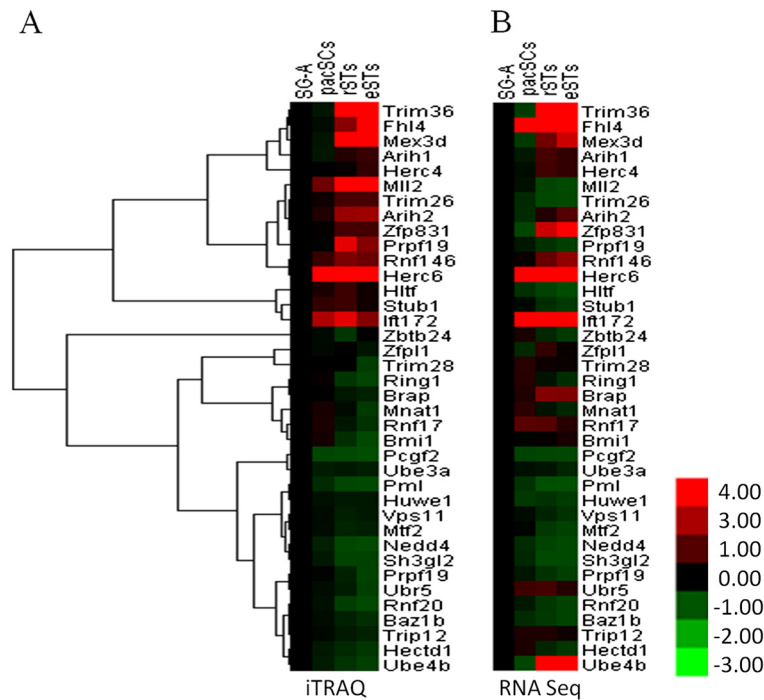 A
B
SG-A
pacSCs
rSTs
eSTs
SG-A
pacSCs
rSTs
eSTs
Trim36
Fhl4
Mex3d
Arih1
Herc4
Mll2
Trim26
Arih2
Zfp831
Prpf19
Rnf146
Herc6
Hltf
Stub1
Ift172
Zbtb24
Zfpl1
Trim28
Ring1
Brap
Mnat1
Rnf17
Bmi1
Pcgf2
Ube3a
Pml
Huwe1
Vps11
Mtf2
Nedd4
Sh3gl2
Prpf19
Ubr5
Rnf20
Baz1b
Trip12
Hectd1
Ube4b
iTRAQ
Trim36
Fhl4
Mex3d
Arih1
Herc4
Mll2
Trim26
Arih2
Zfp831
Prpf19
Rnf146
Herc6
Hltf
Stub1
Ift172
Zbtb24
Zfpl1
Trim28
Ring1
Brap
Mnat1
Rnf17
Bmi1
Pcgf2
Ube3a
Pml
Huwe1
Vps11
Mtf2
Nedd4
Sh3gl2
Prpf19
Ubr5
Rnf20
Baz1b
Trip12
Hectd1
Ube4b
RNA Seq
4.00
3.00
1.00
0.00
-1.00
-2.00
-3.00